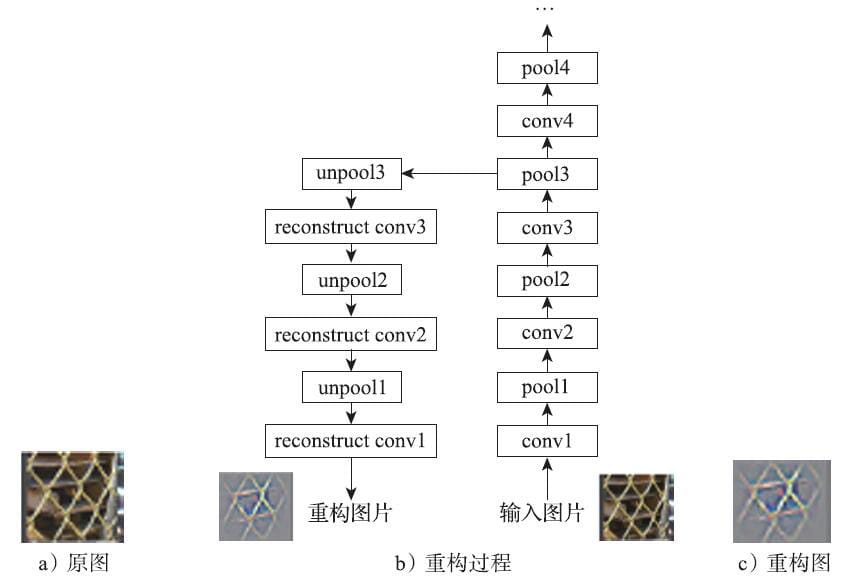 …
pool4
conv4
unpool3
pool3
reconstruct conv3
conv3
unpool2
pool2
reconstruct conv2
conv2
unpool1
pool1
reconstruct conv1
conv1
重构图片
输入图片
a）原图
b）重构过程
c）重构图